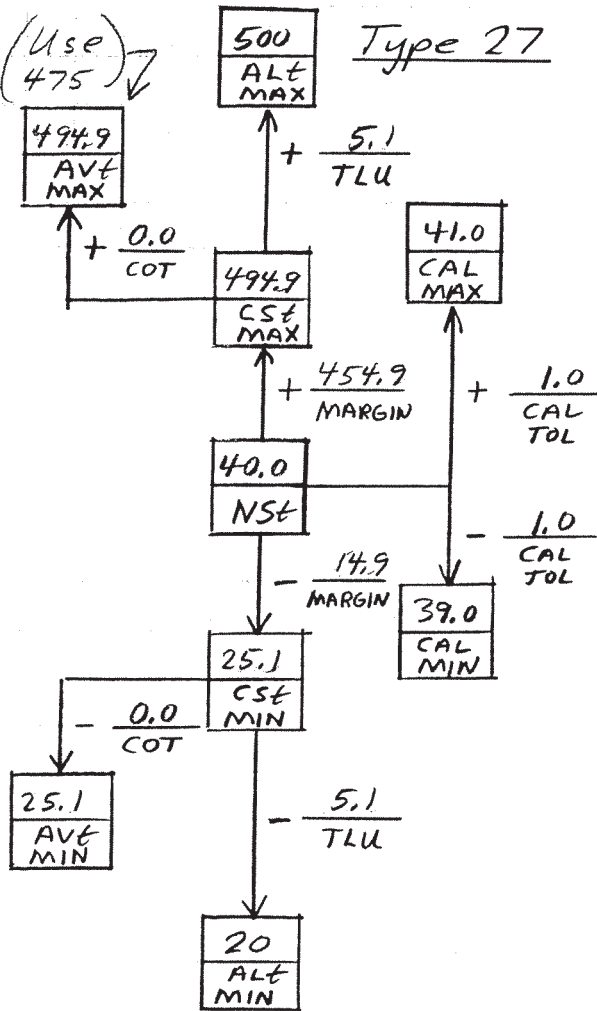 (Use 475)
500
ALt
MAX
Type 27
494.9
AVt
MAX
+ 5.1
TLU
+ 0.0
COT
41.0
CAL
MAX
494.9
CSt
MAX
+ 454.9
MARGIN
+ 1.0
CAL
TOL
40.0
NSt
- 1.0
CAL
TOL
- 14.9
MARGIN
39.0
CAL
MIN
25.1
CSt
MIN
- 0.0
COT
25.1
AVt
MIN
- 5.1
TLU
20
ALt
MIN